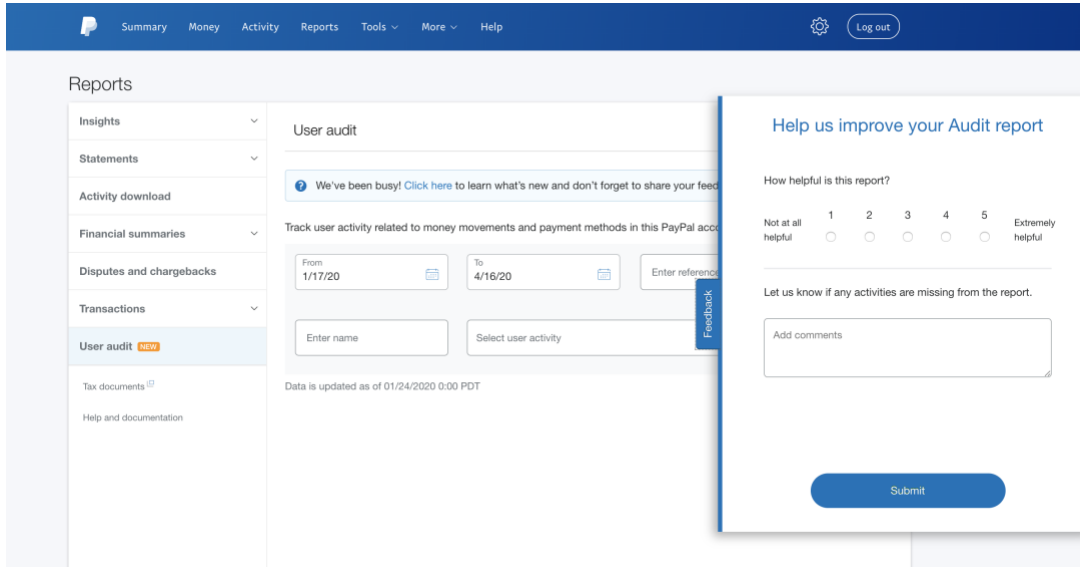 Summary Money Activity Reports Tools More Help Log out
Reports
Insights
Statements
Activity download
Financial summaries
Disputes and chargebacks
Transactions
User audit NEW
Tax documents
Help and documentation
User audit
We've been busy! Click here to learn what's new and don't forget to share your feed
Track user activity related to money movements and payment methods in this PayPal acco
From
1/17/20
To
4/16/20
Enter reference
Enter name
Select user activity
Data is updated as of 01/24/2020 0:00 PDT
Feedback
Help us improve your Audit report
How helpful is this report?
Not at all helpful
1 2 3 4 5
Extremely helpful
Let us know if any activities are missing from the report.
Add comments
Submit